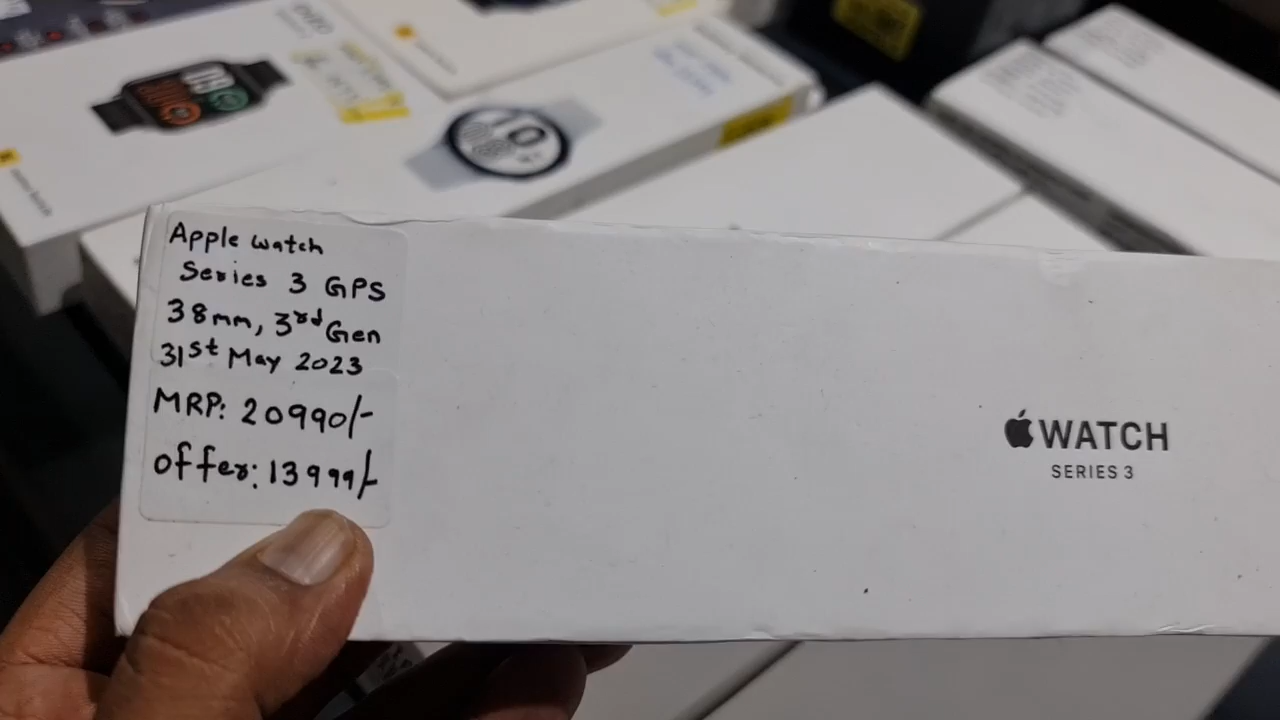 Apple watch
Series 3 GPS
38mm, 3rd Gen
31st May 2023
MRP: 20990/-
offer: 13999/-
WATCH
SERIES 3